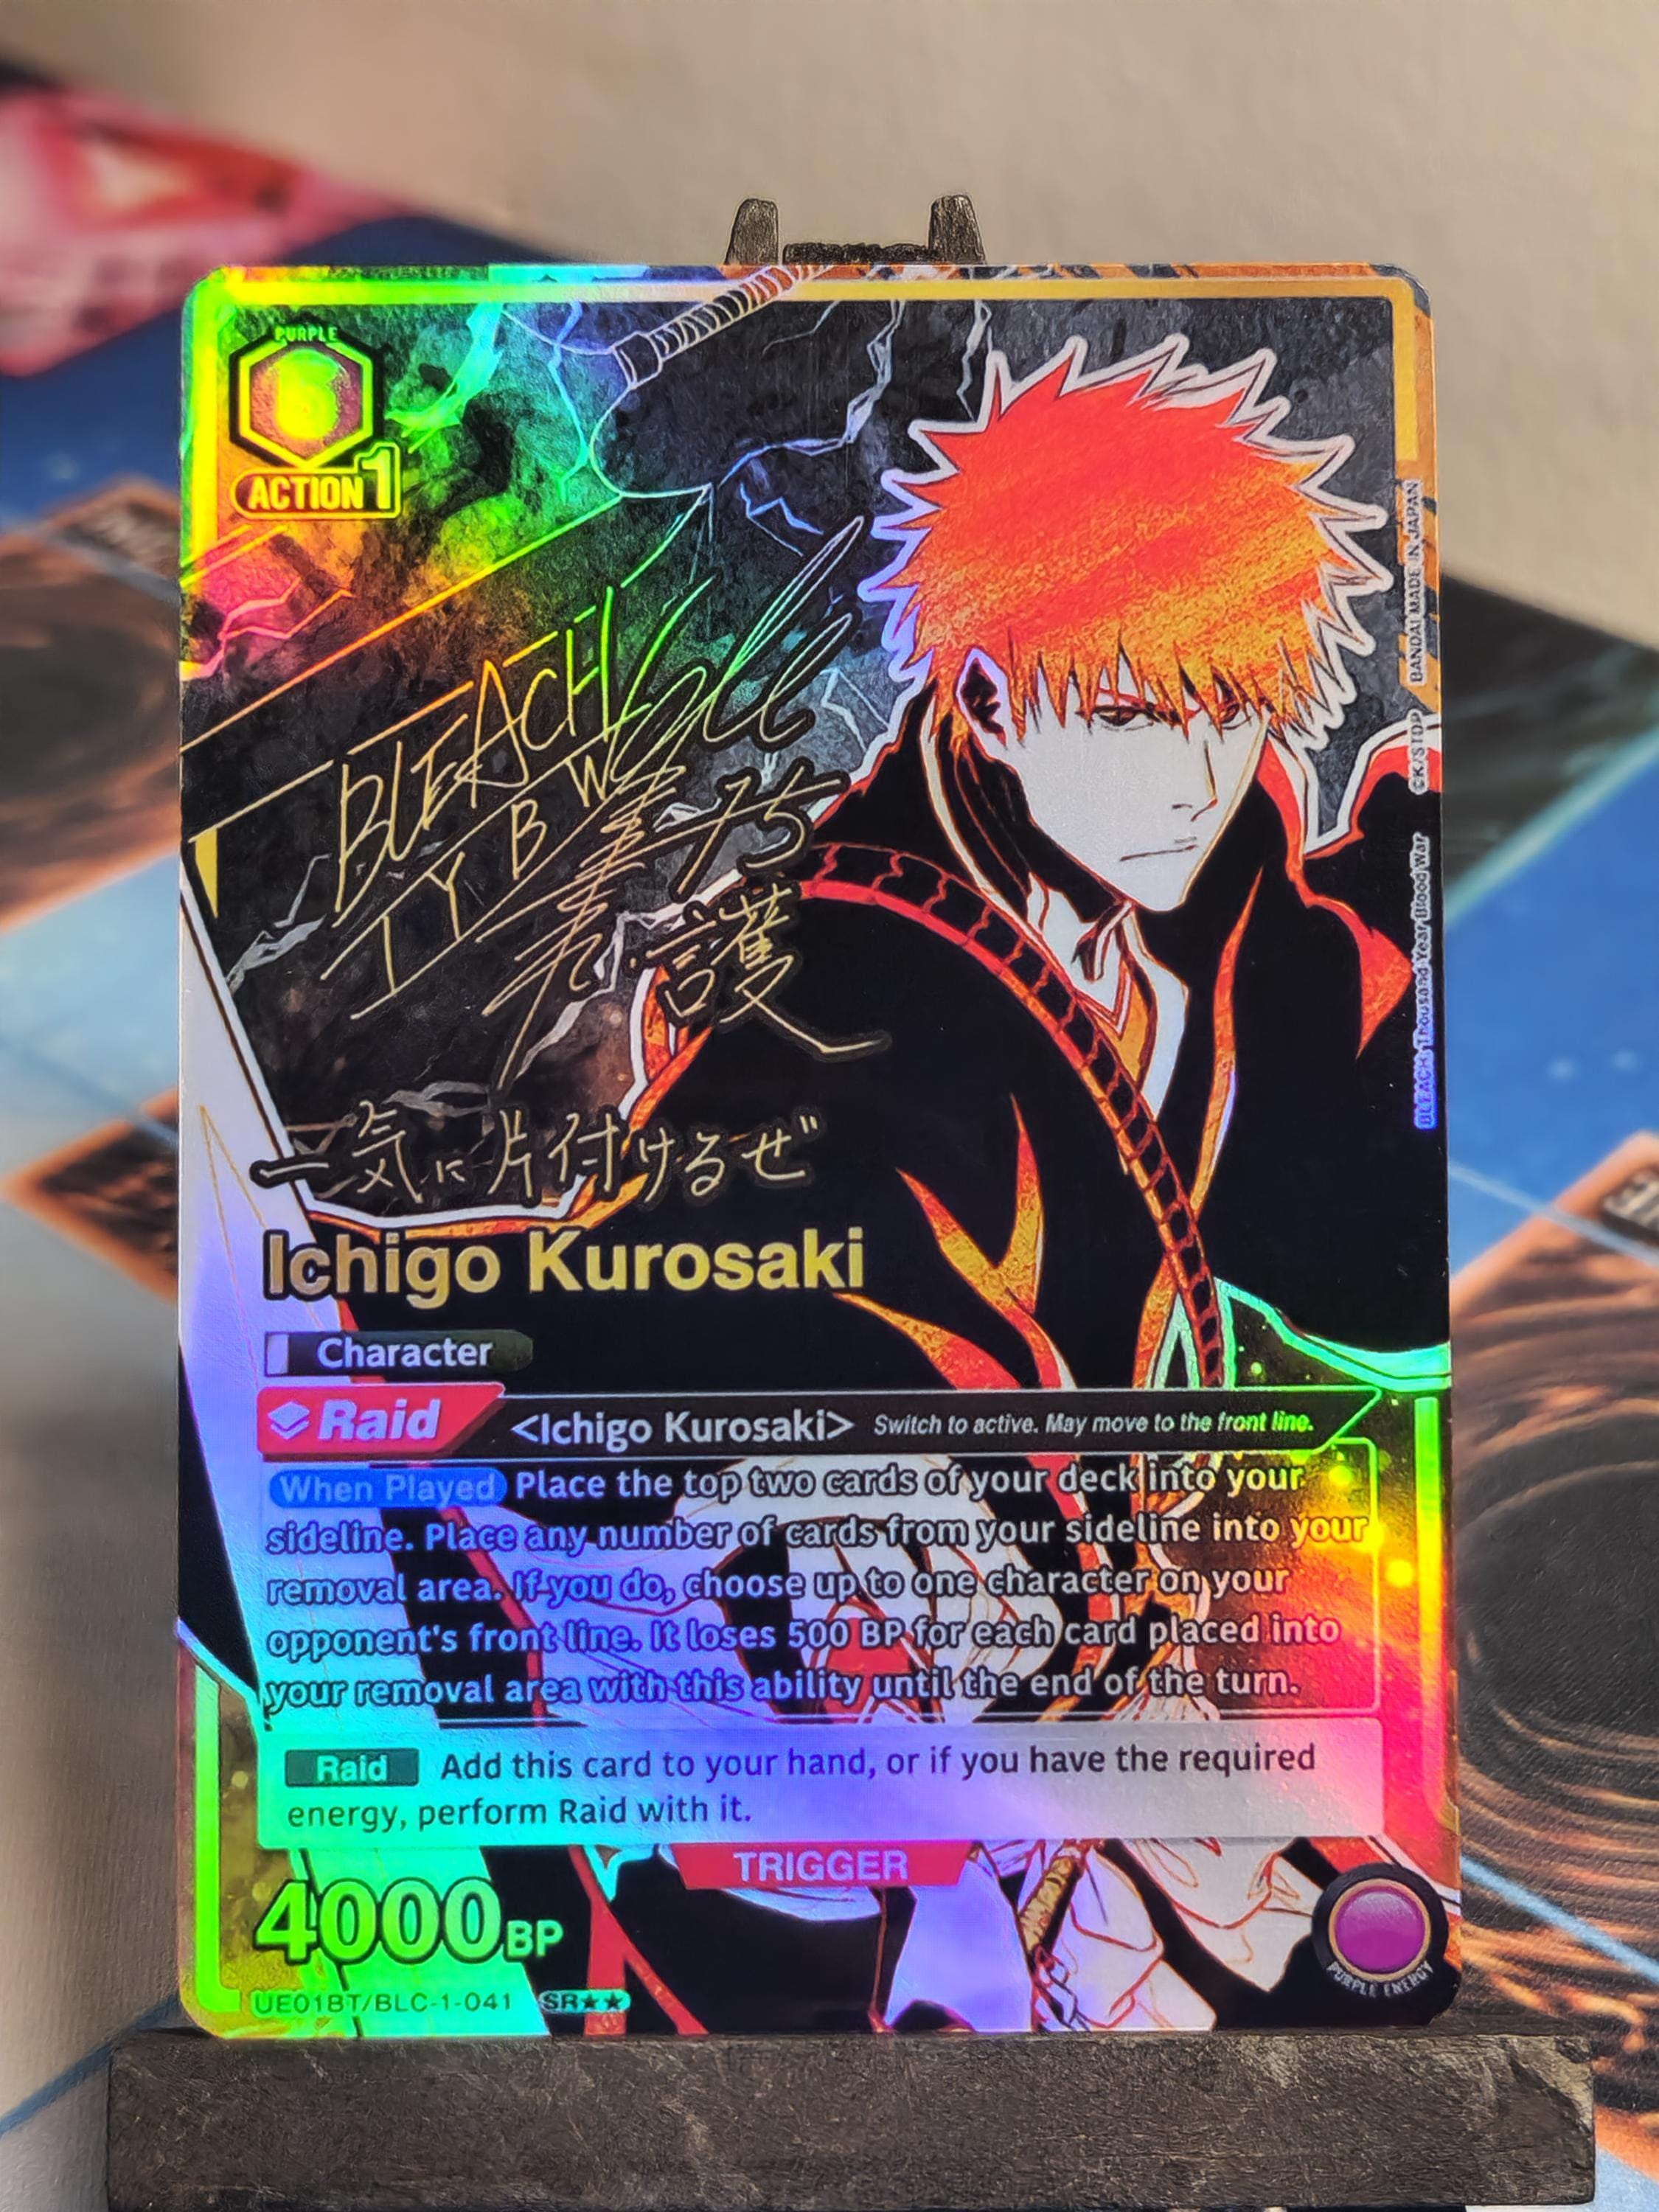 PURPLE
5
ACTION 1
BLEACH
TYBW
一護
一気に片付けるぜ
Ichigo Kurosaki
Character
Raid <Ichigo Kurosaki> Switch to active. May move to the front line.
When Played Place the top two cards of your deck into your
sideline. Place any number of cards from your sideline into your
removal area. If you do, choose up to one character on your
opponent's front line. It loses 500 BP for each card placed into
your removal area with this ability until the end of the turn.
Raid Add this card to your hand, or if you have the required
energy, perform Raid with it.
TRIGGER
4000 BP
UE01BT/BLC-1-041 SR★★
PURPLE ENERGY
BLEACH: Thousand-Year Blood War ©K/S・T・D・P BANDAI MADE IN JAPAN